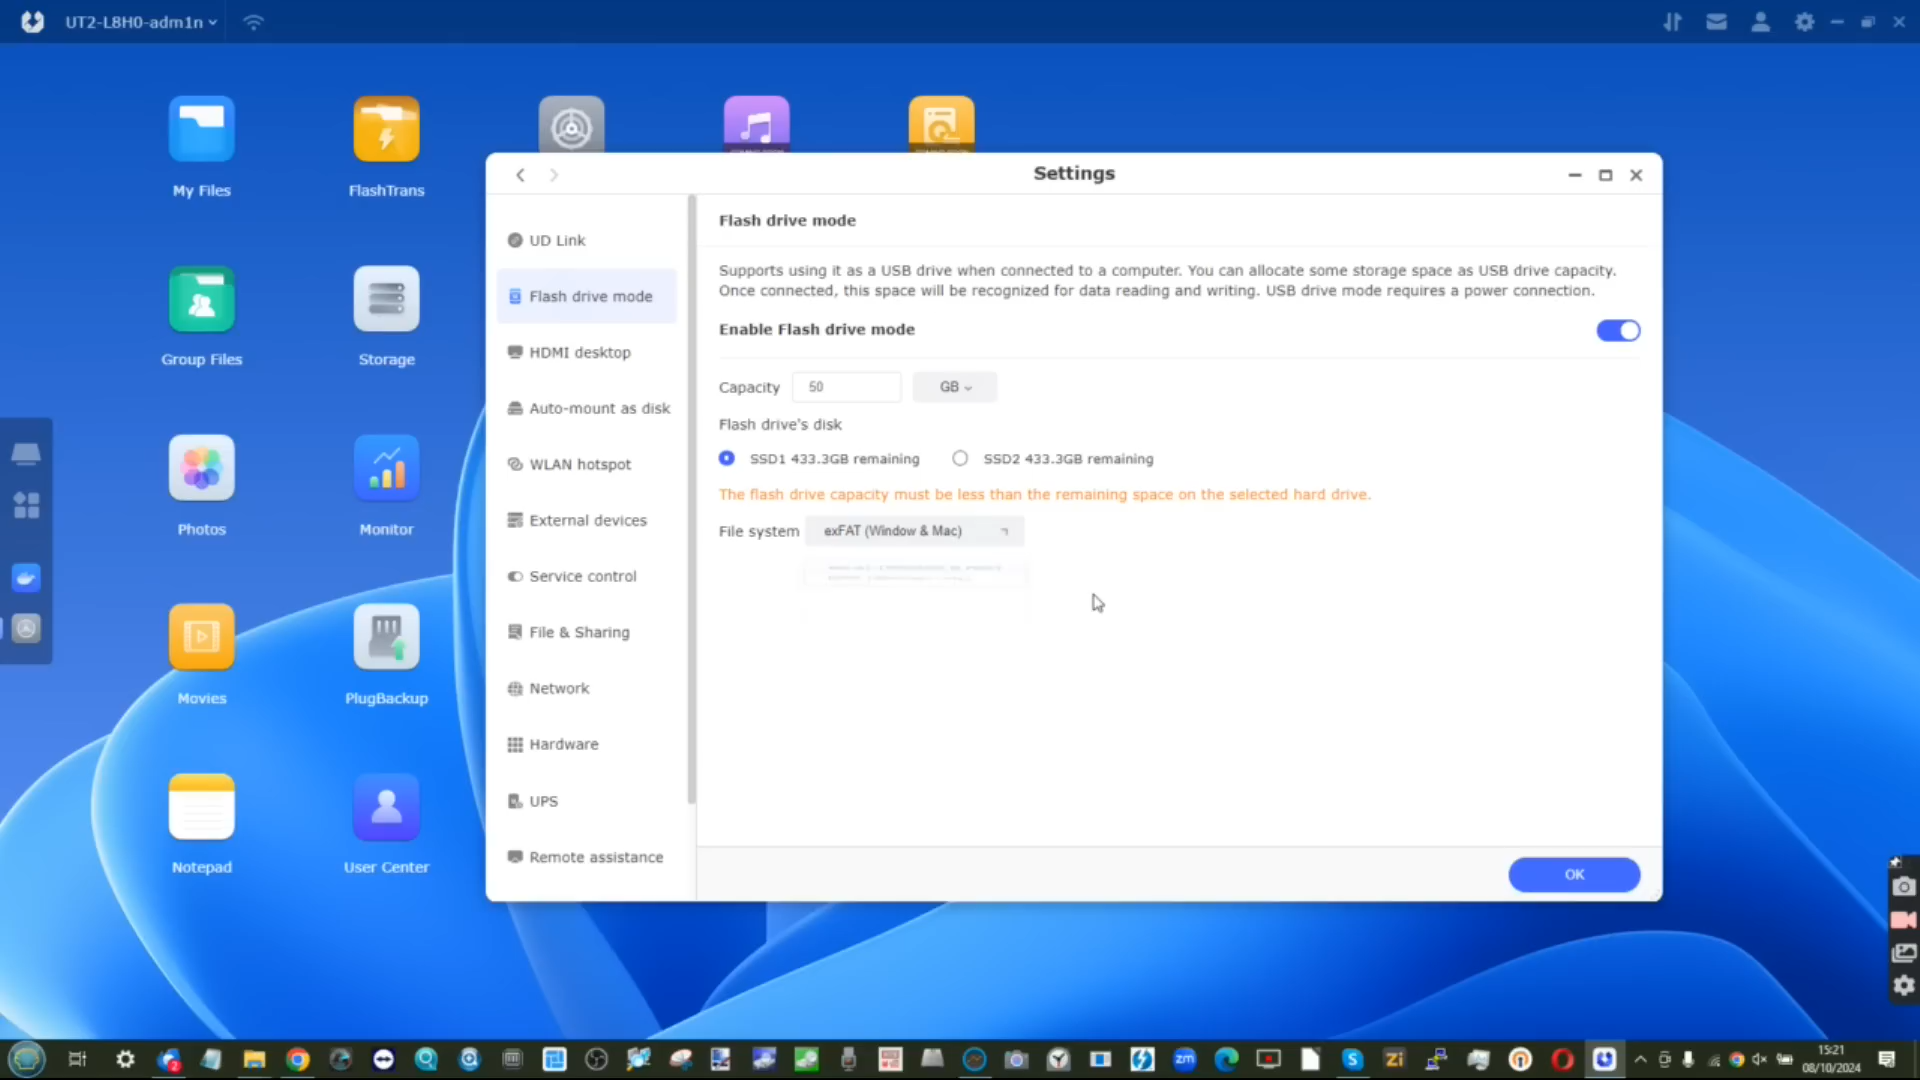 UT2-L8H0-adm1n
My Files
FlashTrans
Group Files
Storage
Photos
Monitor
Movies
PlugBackup
Notepad
User Center
Settings
UD Link
Flash drive mode
HDMI desktop
Auto-mount as disk
WLAN hotspot
External devices
Service control
File & Sharing
Network
Hardware
UPS
Remote assistance
Flash drive mode
Supports using it as a USB drive when connected to a computer. You can allocate some storage space as USB drive capacity.
Once connected, this space will be recognized for data reading and writing. USB drive mode requires a power connection.
Enable Flash drive mode
Capacity 50 GB
Flash drive's disk
SSD1 433.3GB remaining SSD2 433.3GB remaining
The flash drive capacity must be less than the remaining space on the selected hard drive.
File system exFAT (Window & Mac)
OK
2
zm
S
Zi
15:21
08/10/2024